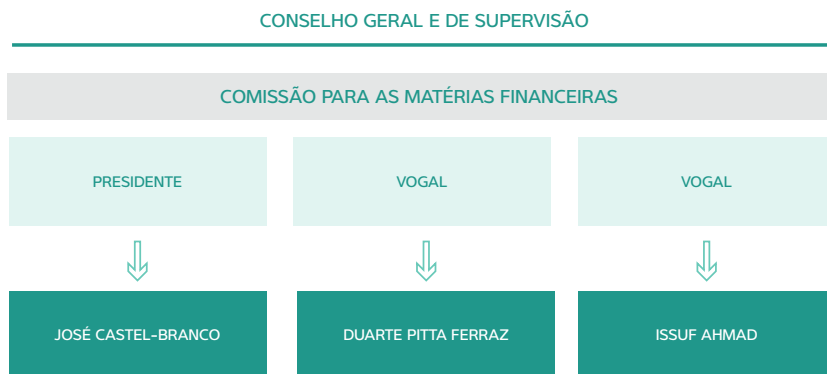 CONSELHO GERAL E DE SUPERVISÃO
COMISSÃO PARA AS MATÉRIAS FINANCEIRAS
PRESIDENTE
VOGAL
VOGAL
JOSÉ CASTEL-BRANCO
DUARTE PITTA FERRAZ
ISSUF AHMAD